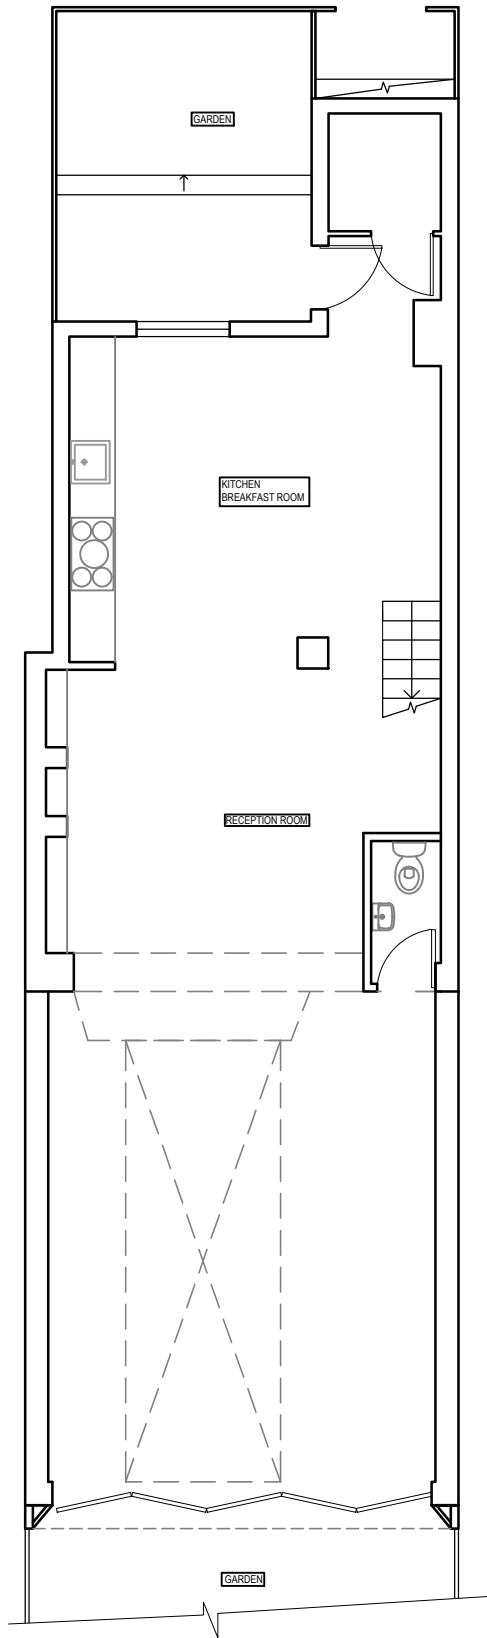 GARDEN
KITCHEN
BREAKFAST ROOM
RECEPTION ROOM
GARDEN